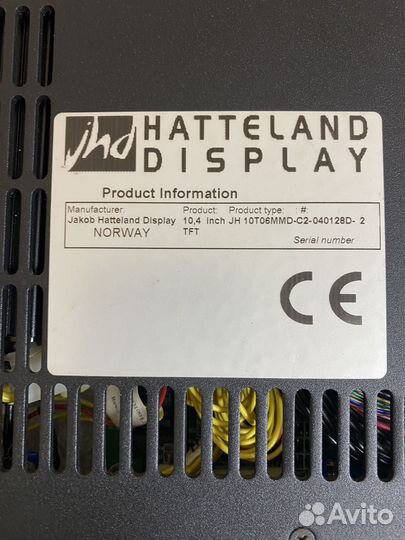 jhd HATTELAND
DISPLAY
Product Information
Manufacturer: Product: Product type: #:
Jakob Hatteland Display 10,4 inch JH 10T06MMD-C2-040128D- 2
NORWAY TFT Serial number
CE
Avito